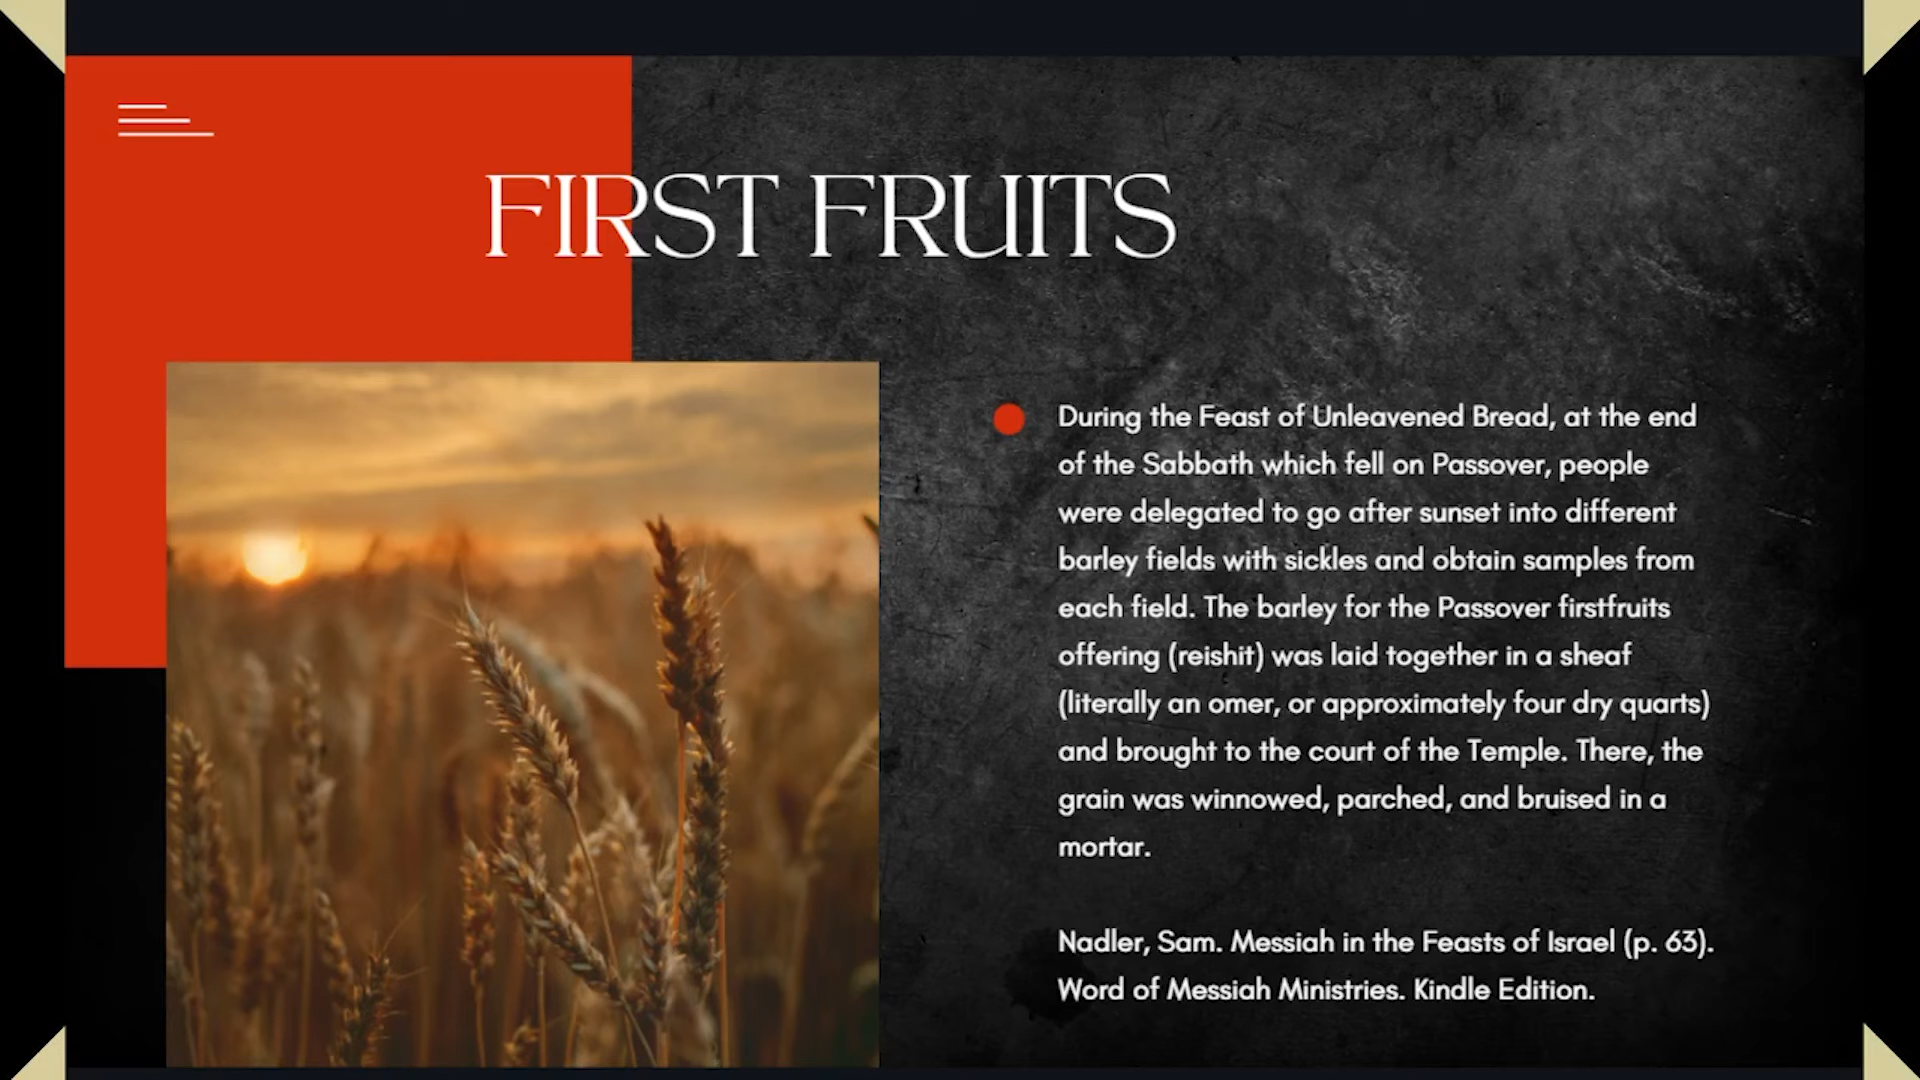 FIRST FRUITS
During the Feast of Unleavened Bread, at the end
of the Sabbath which fell on Passover, people
were delegated to go after sunset into different
barley fields with sickles and obtain samples from
each field. The barley for the Passover firstfruits
offering (reishit) was laid together in a sheaf
(literally an omer, or approximately four dry quarts)
and brought to the court of the Temple. There, the
grain was winnowed, parched, and bruised in a
mortar.
Nadler, Sam. Messiah in the Feasts of Israel (p. 63).
Word of Messiah Ministries. Kindle Edition.